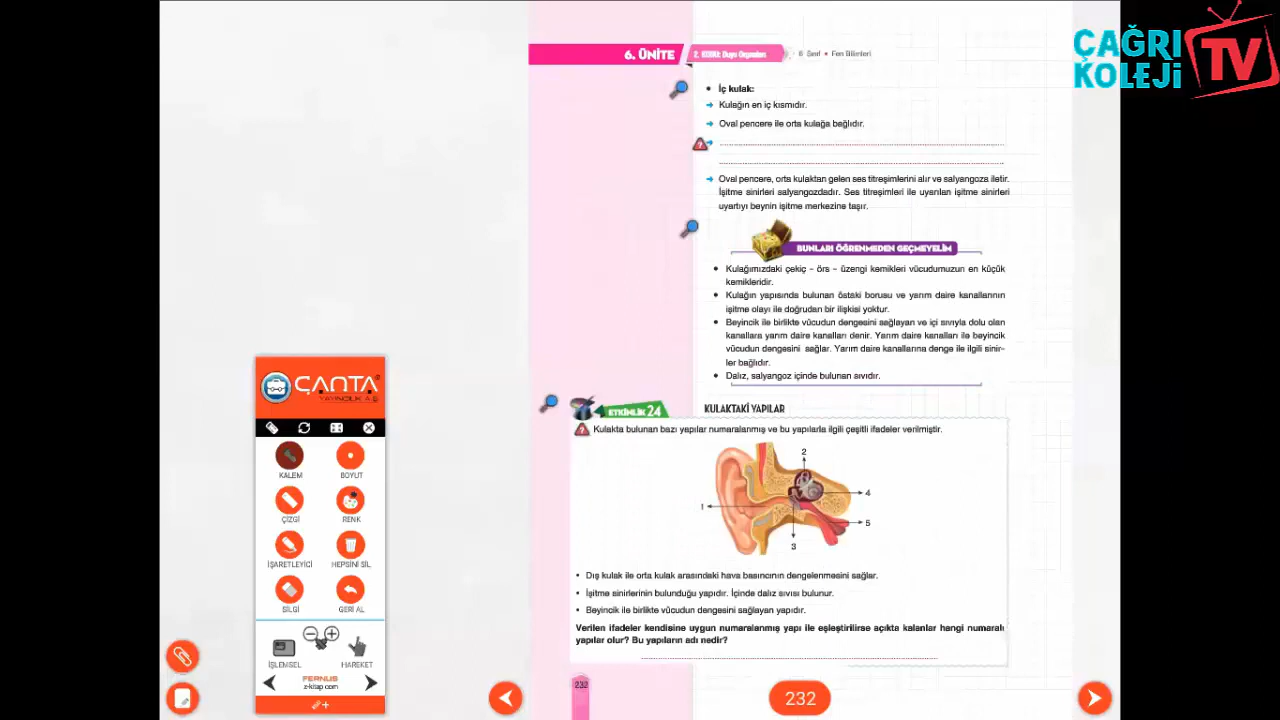 6. ÜNİTE
2. KONU: Duyu Organları
6 Sınıf • Fen Bilimleri
ÇAĞRI
KOLEJİ
TV
• İç kulak:
Kulağın en iç kısmıdır.
Oval pencere ile orta kulağa bağlıdır.
?
Oval pencere, orta kulaktan gelen ses titreşimlerini alır ve salyangoza iletir.
İşitme sinirleri salyangozdadır. Ses titreşimleri ile uyarılan işitme sinirleri
uyartıyı beynin işitme merkezine taşır.
BUNLARI ÖĞRENMEDEN GEÇMEYELİM
• Kulağımızdaki çekiç – örs – üzengi kemikleri vücudumuzun en küçük
kemikleridir.
• Kulağın yapısında bulunan östaki borusu ve yarım daire kanallarının
işitme olayı ile doğrudan bir ilişkisi yoktur.
• Beyincik ile birlikte vücudun dengesini sağlayan ve içi sıvıyla dolu olan
kanallara yarım daire kanalları denir. Yarım daire kanalları ile beyincik
vücudun dengesini sağlar. Yarım daire kanallarına denge ile ilgili sinir-
ler bağlıdır.
• Dalız, salyangoz içinde bulunan sıvıdır.
ETKİNLİK 24
KULAKTAKİ YAPILAR
? Kulakta bulunan bazı yapılar numaralanmış ve bu yapılarla ilgili çeşitli ifadeler verilmiştir.
2
4
1
5
3
• Dış kulak ile orta kulak arasındaki hava basıncının dengelenmesini sağlar.
• İşitme sinirlerinin bulunduğu yapıdır. İçinde dalız sıvısı bulunur.
• Beyincik ile birlikte vücudun dengesini sağlayan yapıdır.
Verilen ifadeler kendisine uygun numaralanmış yapı ile eşleştirilirse açıkta kalanlar hangi numaralı
yapılar olur? Bu yapıların adı nedir?
232
232
ÇANTA
YAYINCILIK A.Ş
KALEM
BOYUT
ÇİZGİ
RENK
İŞARETLEYİCİ
HEPSİNİ SİL
SİLGİ
GERİ AL
İŞLEMSEL
HAREKET
FERNUS
z-kitap.com